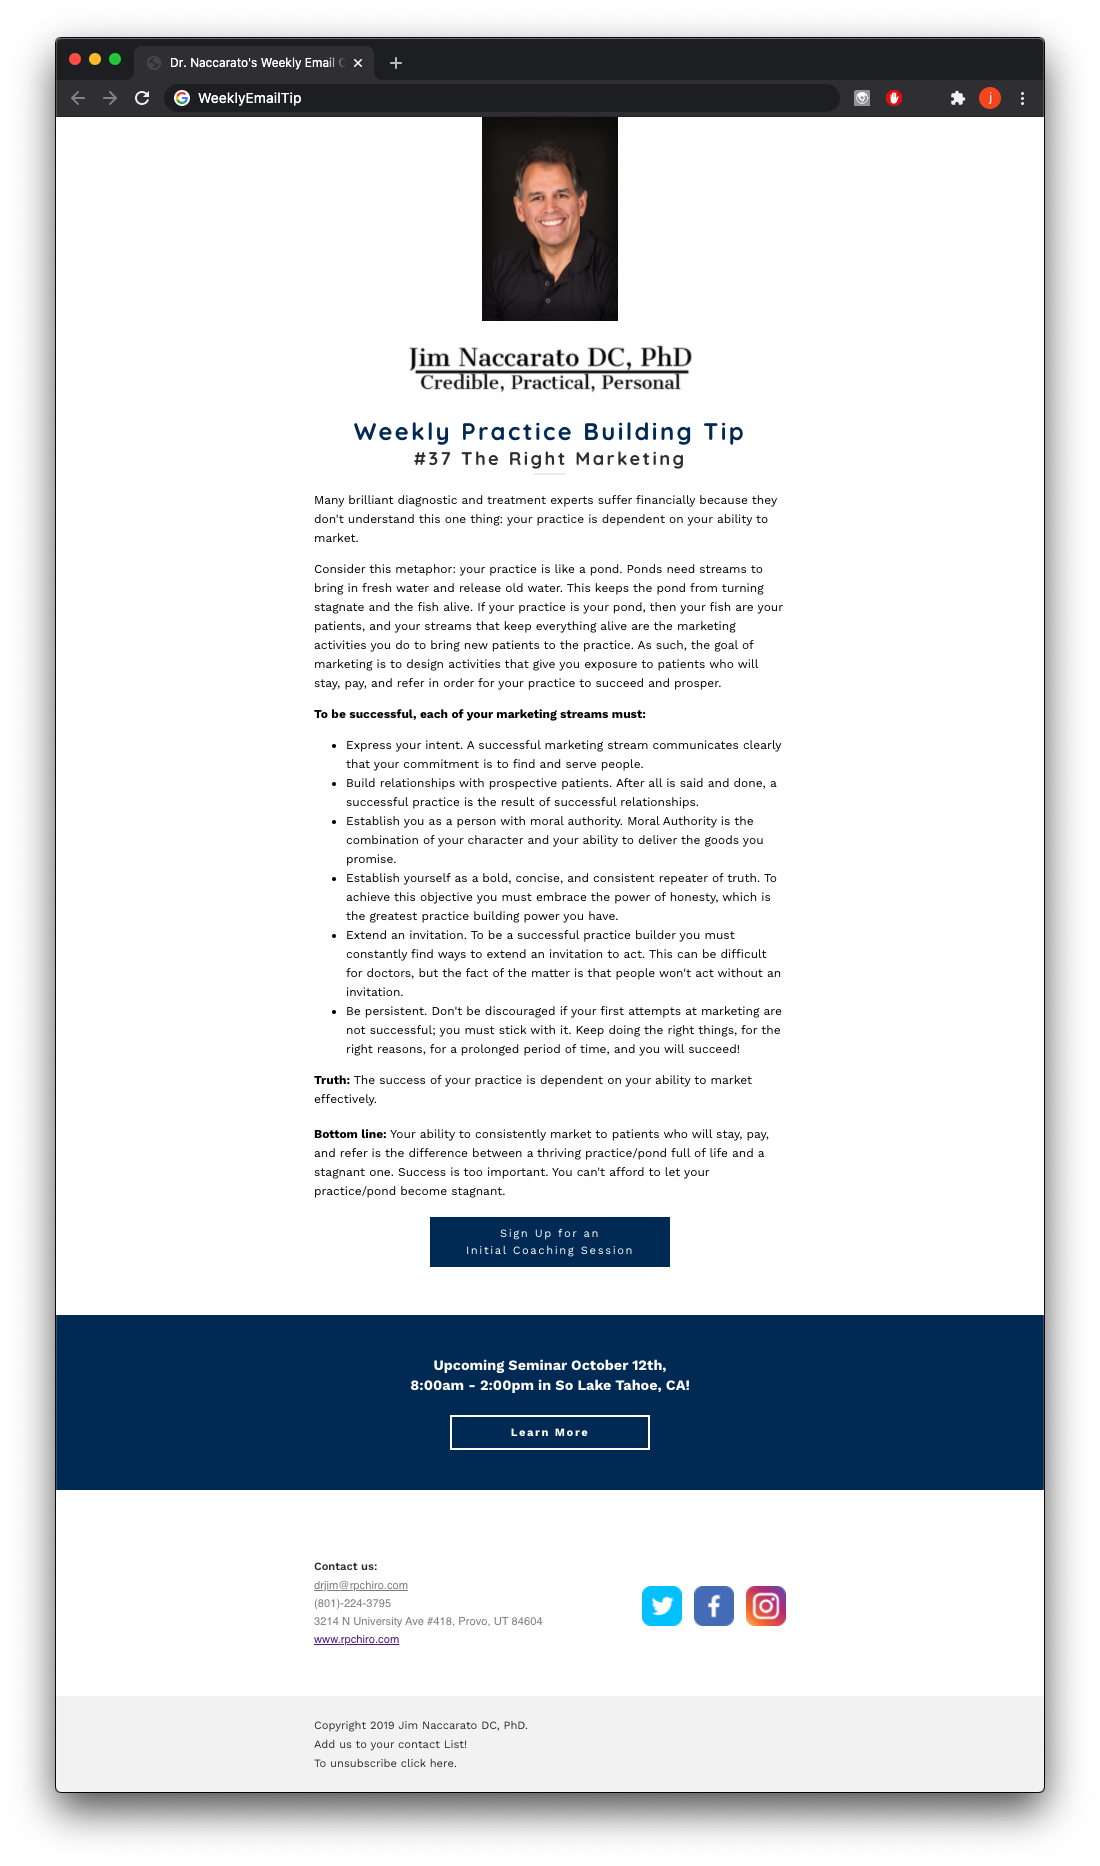 Dr. Naccarato's Weekly Email
WeeklyEmailTip
j
Jim Naccarato DC, PhD
Credible, Practical, Personal
Weekly Practice Building Tip
#37 The Right Marketing
Many brilliant diagnostic and treatment experts suffer financially because they
don't understand this one thing: your practice is dependent on your ability to
market.
Consider this metaphor: your practice is like a pond. Ponds need streams to
bring in fresh water and release old water. This keeps the pond from turning
stagnate and the fish alive. If your practice is your pond, then your fish are your
patients, and your streams that keep everything alive are the marketing
activities you do to bring new patients to the practice. As such, the goal of
marketing is to design activities that give you exposure to patients who will
stay, pay, and refer in order for your practice to succeed and prosper.
To be successful, each of your marketing streams must:
• Express your intent. A successful marketing stream communicates clearly
that your commitment is to find and serve people.
• Build relationships with prospective patients. After all is said and done, a
successful practice is the result of successful relationships.
• Establish you as a person with moral authority. Moral Authority is the
combination of your character and your ability to deliver the goods you
promise.
• Establish yourself as a bold, concise, and consistent repeater of truth. To
achieve this objective you must embrace the power of honesty, which is
the greatest practice building power you have.
• Extend an invitation. To be a successful practice builder you must
constantly find ways to extend an invitation to act. This can be difficult
for doctors, but the fact of the matter is that people won't act without an
invitation.
• Be persistent. Don't be discouraged if your first attempts at marketing are
not successful; you must stick with it. Keep doing the right things, for the
right reasons, for a prolonged period of time, and you will succeed!
Truth: The success of your practice is dependent on your ability to market
effectively.
Bottom line: Your ability to consistently market to patients who will stay, pay,
and refer is the difference between a thriving practice/pond full of life and a
stagnant one. Success is too important. You can't afford to let your
practice/pond become stagnant.
Sign Up for an
Initial Coaching Session
Upcoming Seminar October 12th,
8:00am - 2:00pm in So Lake Tahoe, CA!
Learn More
Contact us:
drjim@rpchiro.com
(801)-224-3795
3214 N University Ave #418, Provo, UT 84604
www.rpchiro.com
Copyright 2019 Jim Naccarato DC, PhD.
Add us to your contact List!
To unsubscribe click here.